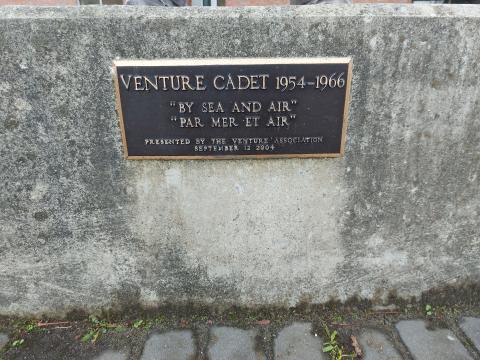 VENTURE CADET 1954-1966
"BY SEA AND AIR"
"PAR MER ET AIR"
PRESENTED BY THE VENTURE ASSOCIATION
SEPTEMBER 12 2004